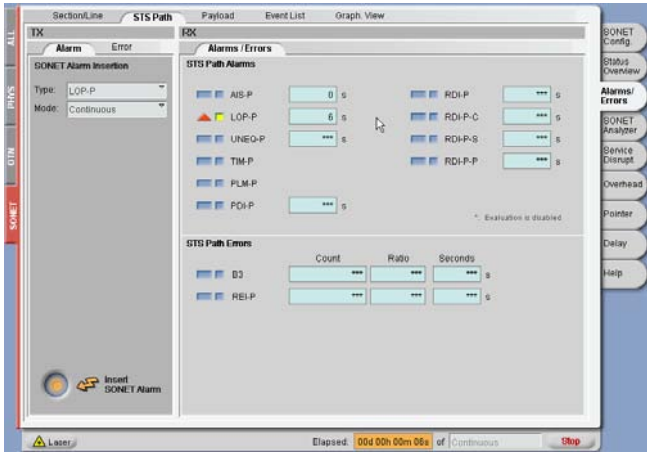 Section/Line STS Path Payload Event List Graph. View
TX
Alarm Error
SONET Alarm Insertion
Type: LOP-P
Mode: Continuous
Insert
SONET Alarm
RX
Alarms / Errors
STS Path Alarms
AIS-P 0 s
LOP-P 6 s
UNEQ-P *** s
TIM-P
PLM-P
PDI-P *** s
RDI-P *** s
RDI-P-C *** s
RDI-P-S *** s
RDI-P-P *** s
*. Evaluation is disabled
STS Path Errors
Count Ratio Seconds
B3 *** *** *** s
REI-P *** *** *** s
ALL
PHYS
OTN
SONET
SONET
Config.
Status
Overview
Alarms/
Errors
SONET
Analyzer
Service
Disrupt.
Overhead
Pointer
Delay
Help
Laser
Elapsed: 00d 00h 00m 06s of Continuous
Stop